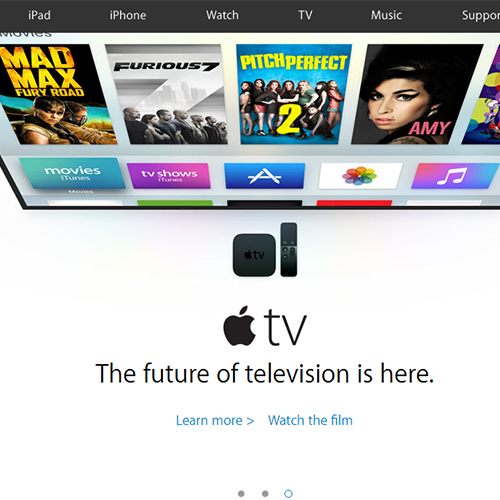 iPad iPhone Watch TV Music Suppor
Movies
MAD MAX
FURY ROAD
FURIOUS 7
PITCH PERFECT
2
AMY
movies
iTunes
tv shows
iTunes
Movies
tv
tv
The future of television is here.
Learn more > Watch the film